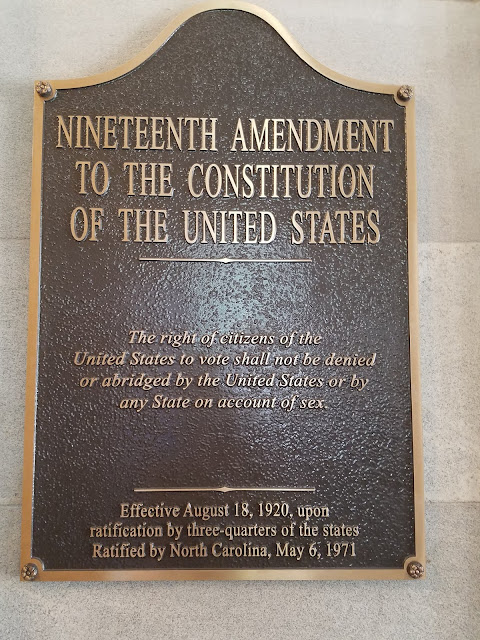 NINETEENTH AMENDMENT
TO THE CONSTITUTION
OF THE UNITED STATES
The right of citizens of the
United States to vote shall not be denied
or abridged by the United States or by
any State on account of sex.
Effective August 18, 1920, upon
ratification by three-quarters of the states
Ratified by North Carolina, May 6, 1971